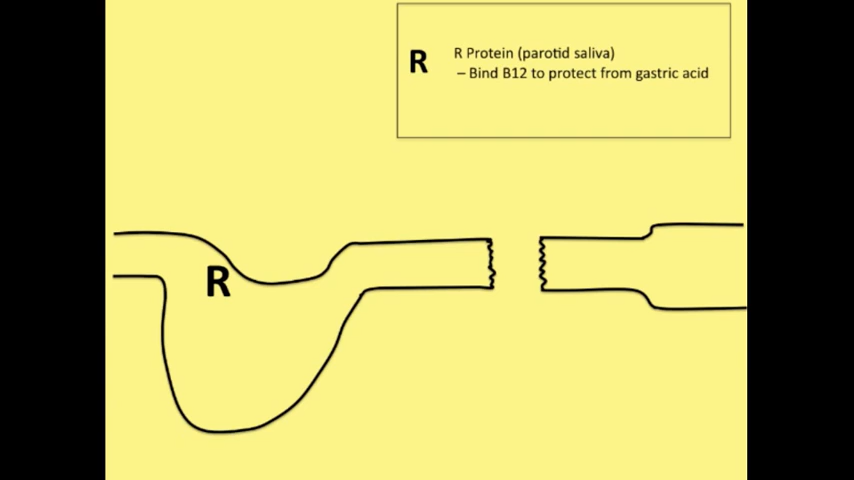 R
R Protein (parotid saliva)
– Bind B12 to protect from gastric acid
R